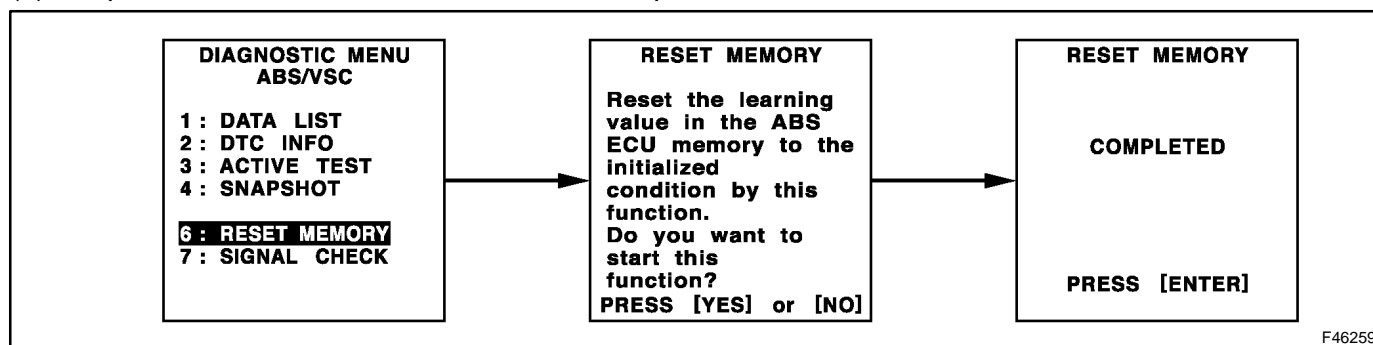 DIAGNOSTIC MENU
ABS/VSC
1 : DATA LIST
2 : DTC INFO
3 : ACTIVE TEST
4 : SNAPSHOT
6 : RESET MEMORY
7 : SIGNAL CHECK
RESET MEMORY
Reset the learning
value in the ABS
ECU memory to the
initialized
condition by this
function.
Do you want to
start this
function?
PRESS [YES] or [NO]
RESET MEMORY
COMPLETED
PRESS [ENTER]
F46259